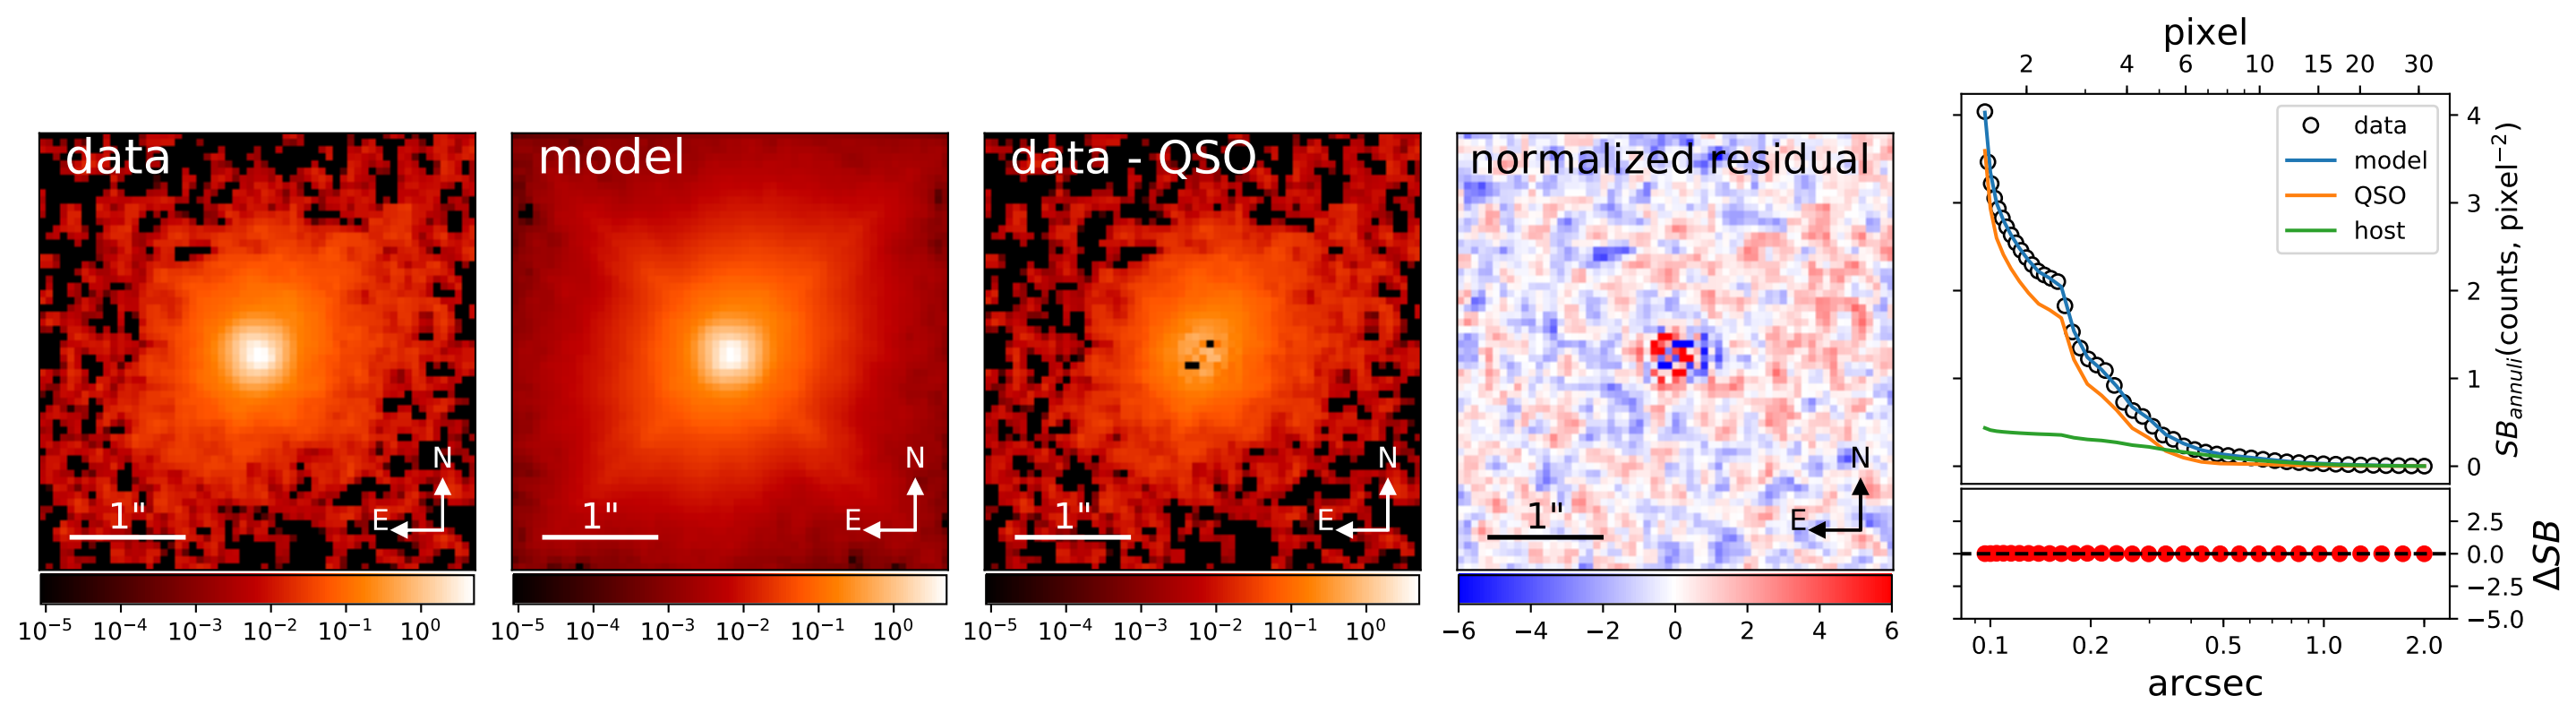 data
N
E
1"
10⁻⁵ 10⁻⁴ 10⁻³ 10⁻² 10⁻¹ 10⁰
model
N
E
1"
10⁻⁵ 10⁻⁴ 10⁻³ 10⁻² 10⁻¹ 10⁰
data - QSO
N
E
1"
10⁻⁵ 10⁻⁴ 10⁻³ 10⁻² 10⁻¹ 10⁰
normalized residual
N
E
1"
−6 −4 −2 0 2 4 6
pixel
2 4 6 10 15 20 30
data
model
QSO
host
4
3
2
1
0
SB_annuli(counts, pixel⁻²)
2.5
0.0
−2.5
−5.0
ΔSB
0.1 0.2 0.5 1.0 2.0
arcsec